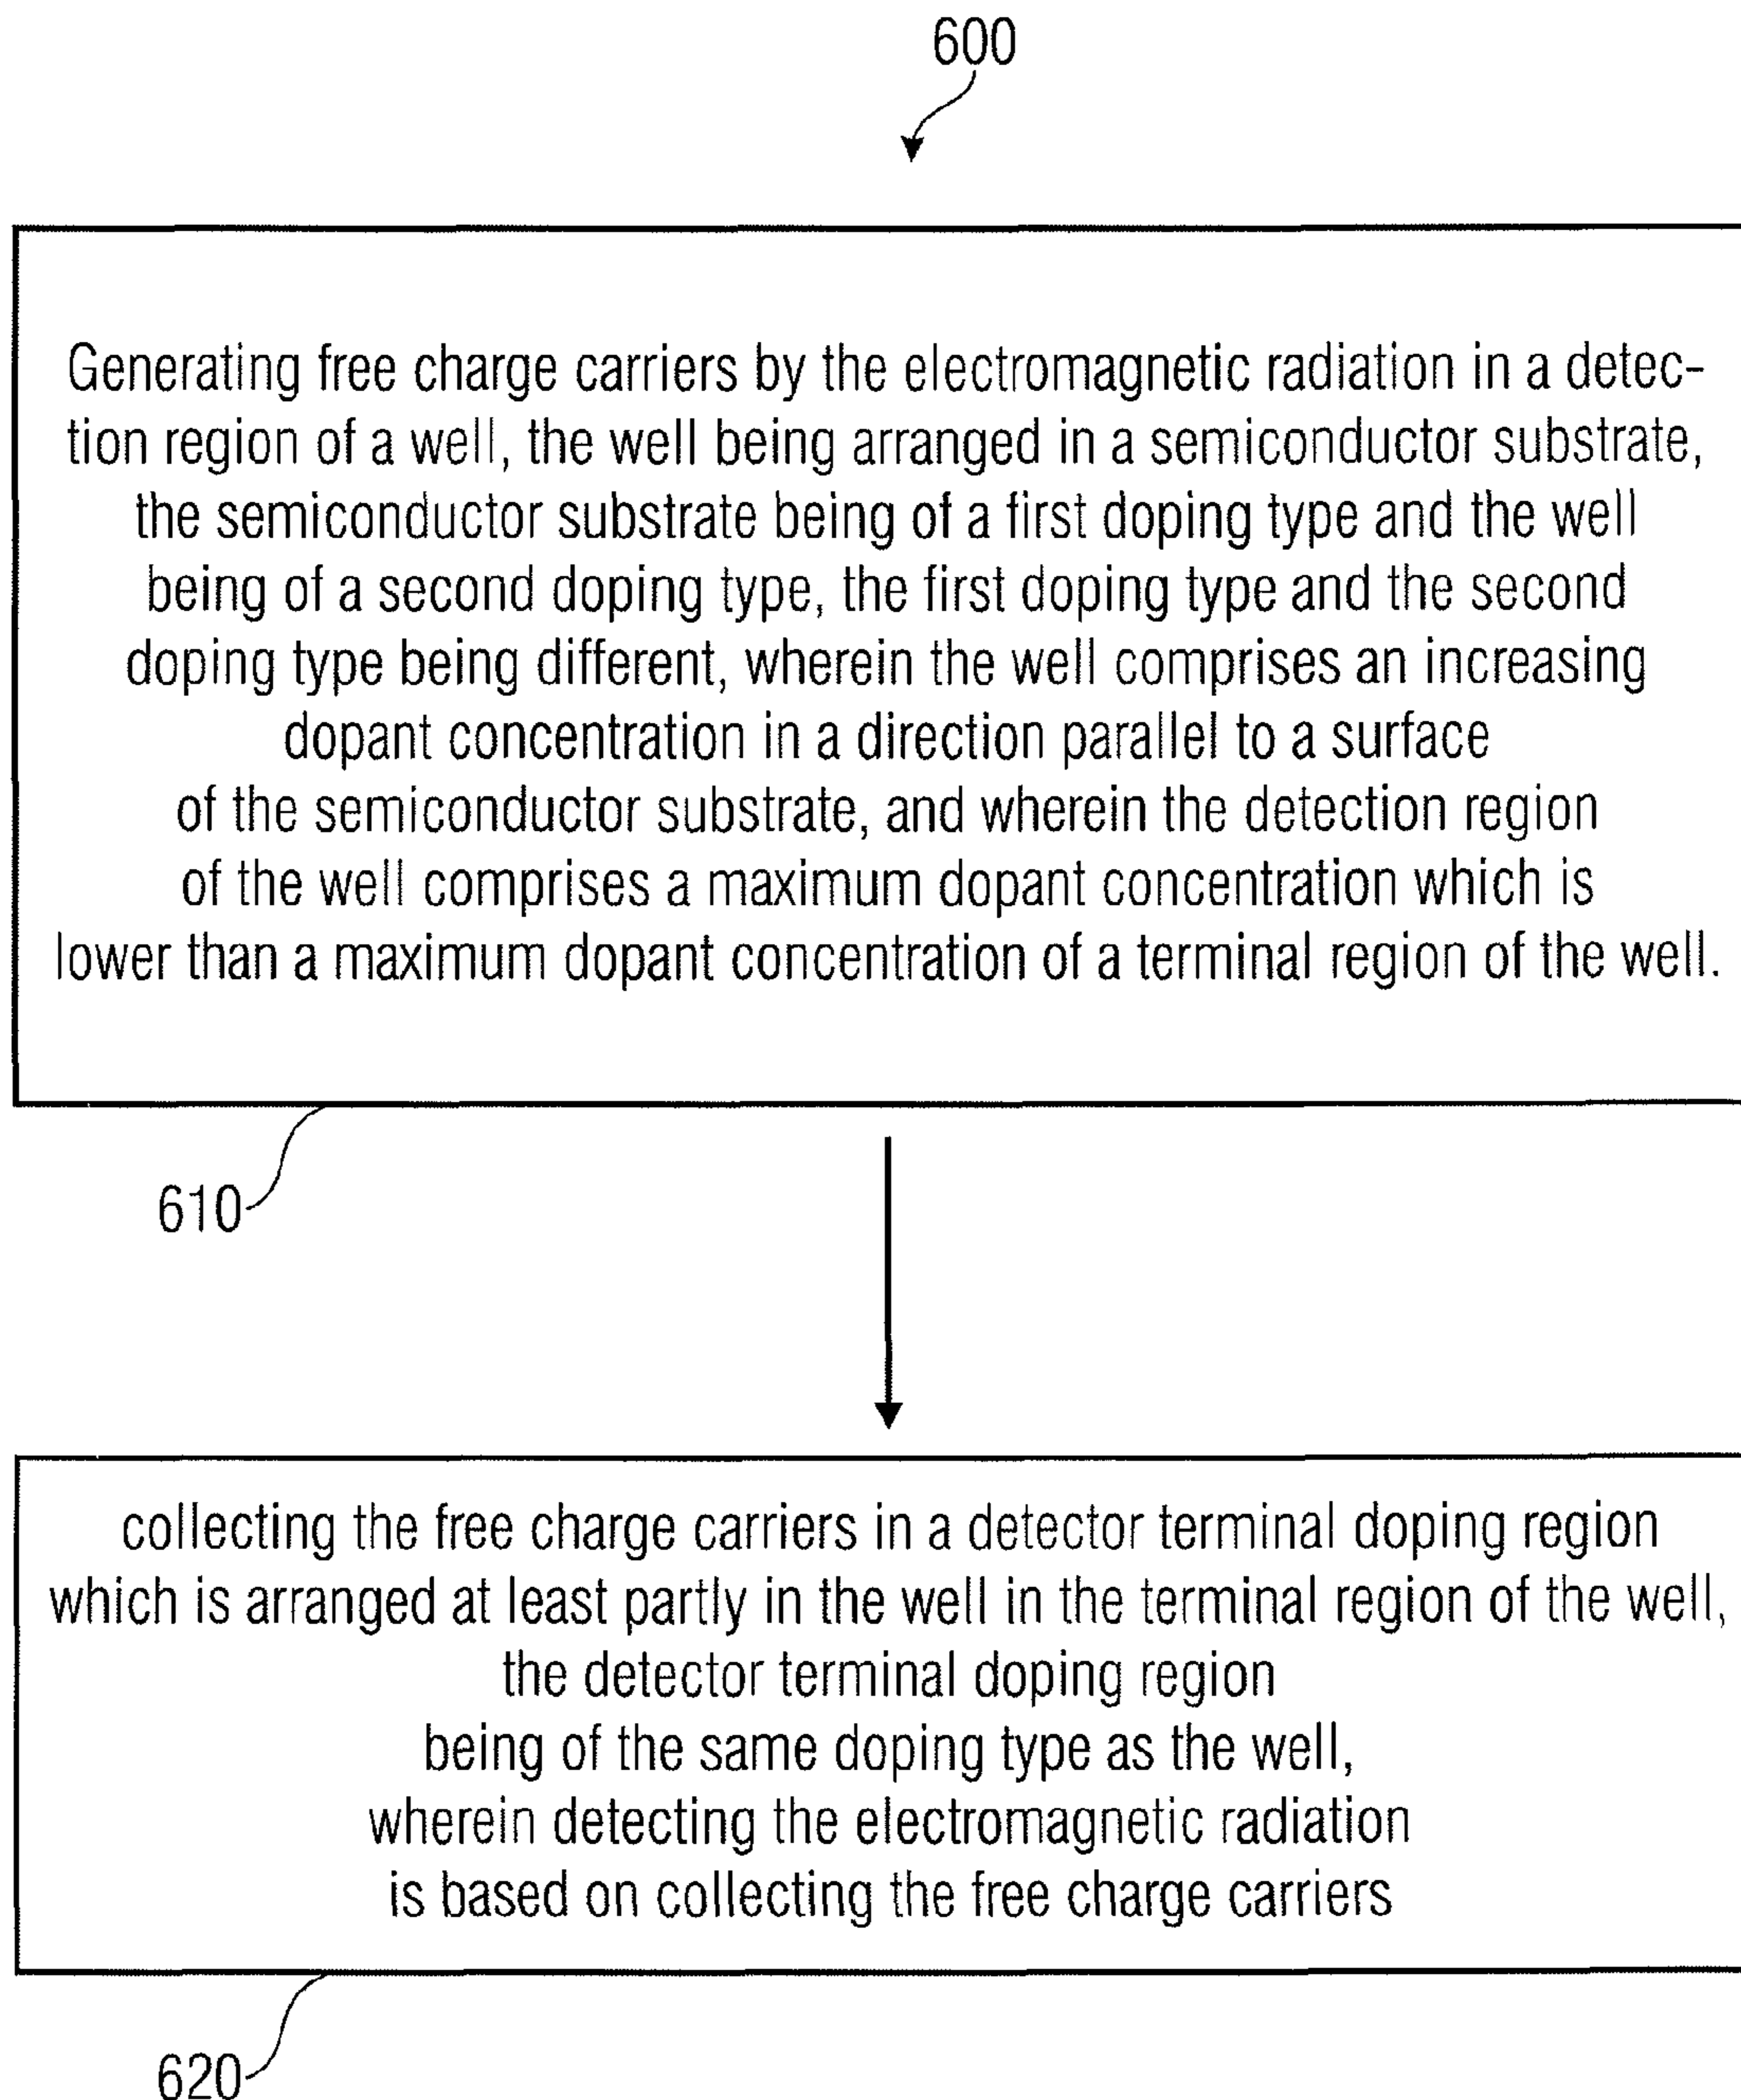 600
Generating free charge carriers by the electromagnetic radiation in a detec-
tion region of a well, the well being arranged in a semiconductor substrate,
the semiconductor substrate being of a first doping type and the well
being of a second doping type, the first doping type and the second
doping type being different, wherein the well comprises an increasing
dopant concentration in a direction parallel to a surface
of the semiconductor substrate, and wherein the detection region
of the well comprises a maximum dopant concentration which is
lower than a maximum dopant concentration of a terminal region of the well.
610
collecting the free charge carriers in a detector terminal doping region
which is arranged at least partly in the well in the terminal region of the well,
the detector terminal doping region
being of the same doping type as the well,
wherein detecting the electromagnetic radiation
is based on collecting the free charge carriers
620